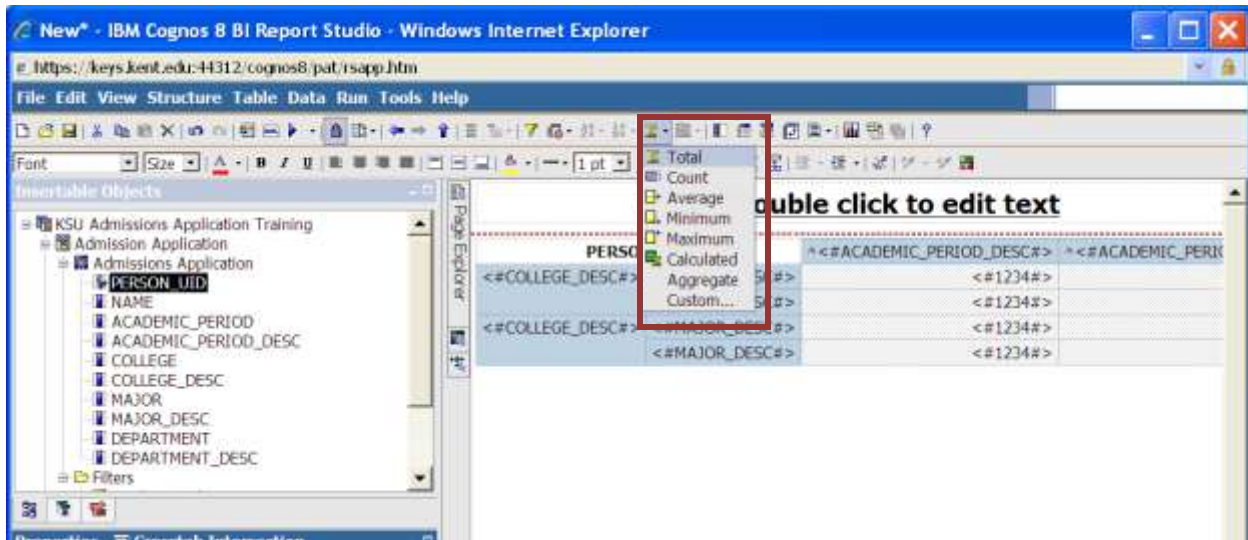 New* - IBM Cognos 8 BI Report Studio - Windows Internet Explorer
https://keys.kent.edu:44312/cognos8/pat/rsapp.htm
File Edit View Structure Table Data Run Tools Help
Font Size B I U 1 pt
Insertable Objects
KSU Admissions Application Training
Admission Application
Admissions Application
PERSON_UID
NAME
ACADEMIC_PERIOD
ACADEMIC_PERIOD_DESC
COLLEGE
COLLEGE_DESC
MAJOR
MAJOR_DESC
DEPARTMENT
DEPARTMENT_DESC
Filters
Page Explorer
Total
Count
Average
Minimum
Maximum
Calculated
Aggregate
Custom...
uble click to edit text
PERSO <#ACADEMIC_PERIOD_DESC#> <#ACADEMIC_PERI
<#COLLEGE_DESC#> <#1234#>
<#1234#>
<#COLLEGE_DESC#> <#MAJOR_DESC#> <#1234#>
<#MAJOR_DESC#> <#1234#>